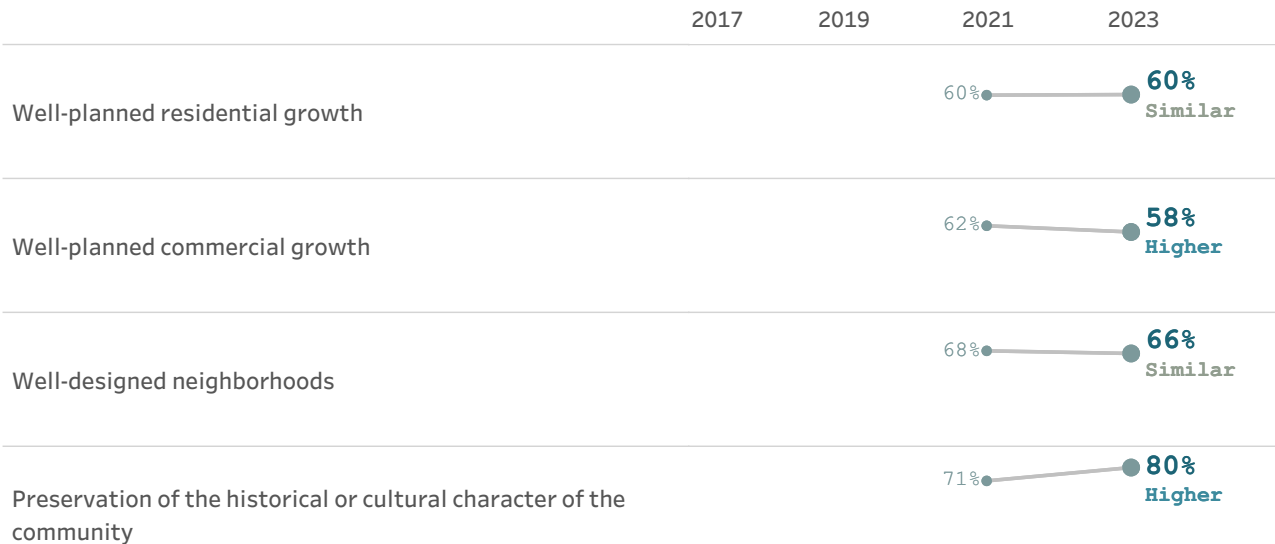 2017 2019 2021 2023
60% 60%
Similar
Well-planned residential growth
62% 58%
Higher
Well-planned commercial growth
68% 66%
Similar
Well-designed neighborhoods
71% 80%
Higher
Preservation of the historical or cultural character of the
community